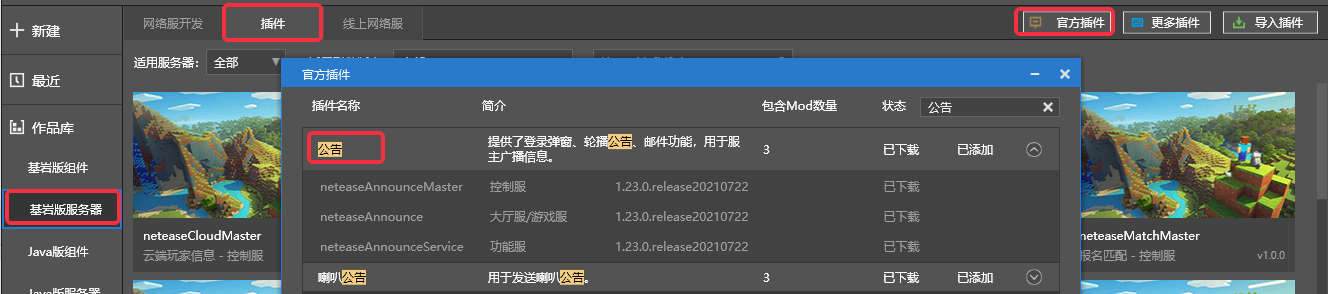 新建
网络服开发
插件
线上网络服
官方插件
更多插件
导入插件
最近
作品库
基岩版组件
基岩版服务器
Java版组件
适用服务器：
全部
官方插件
插件名称
简介
包含Mod数量
状态
公告
公告
提供了登录弹窗、轮播公告、邮件功能，用于服
主广播信息。
3
已下载
已添加
neteaseAnnounceMaster
控制服
1.23.0.release20210722
已下载
neteaseAnnounce
大厅服/游戏服
1.23.0.release20210722
已下载
neteaseAnnounceService
功能服
1.23.0.release20210722
已下载
喇叭公告
用于发送喇叭公告。
3
已下载
已添加
neteaseCloudMaster
云端玩家信息 - 控制服
neteaseMatchMaster
报名匹配 - 控制服
v1.0.0